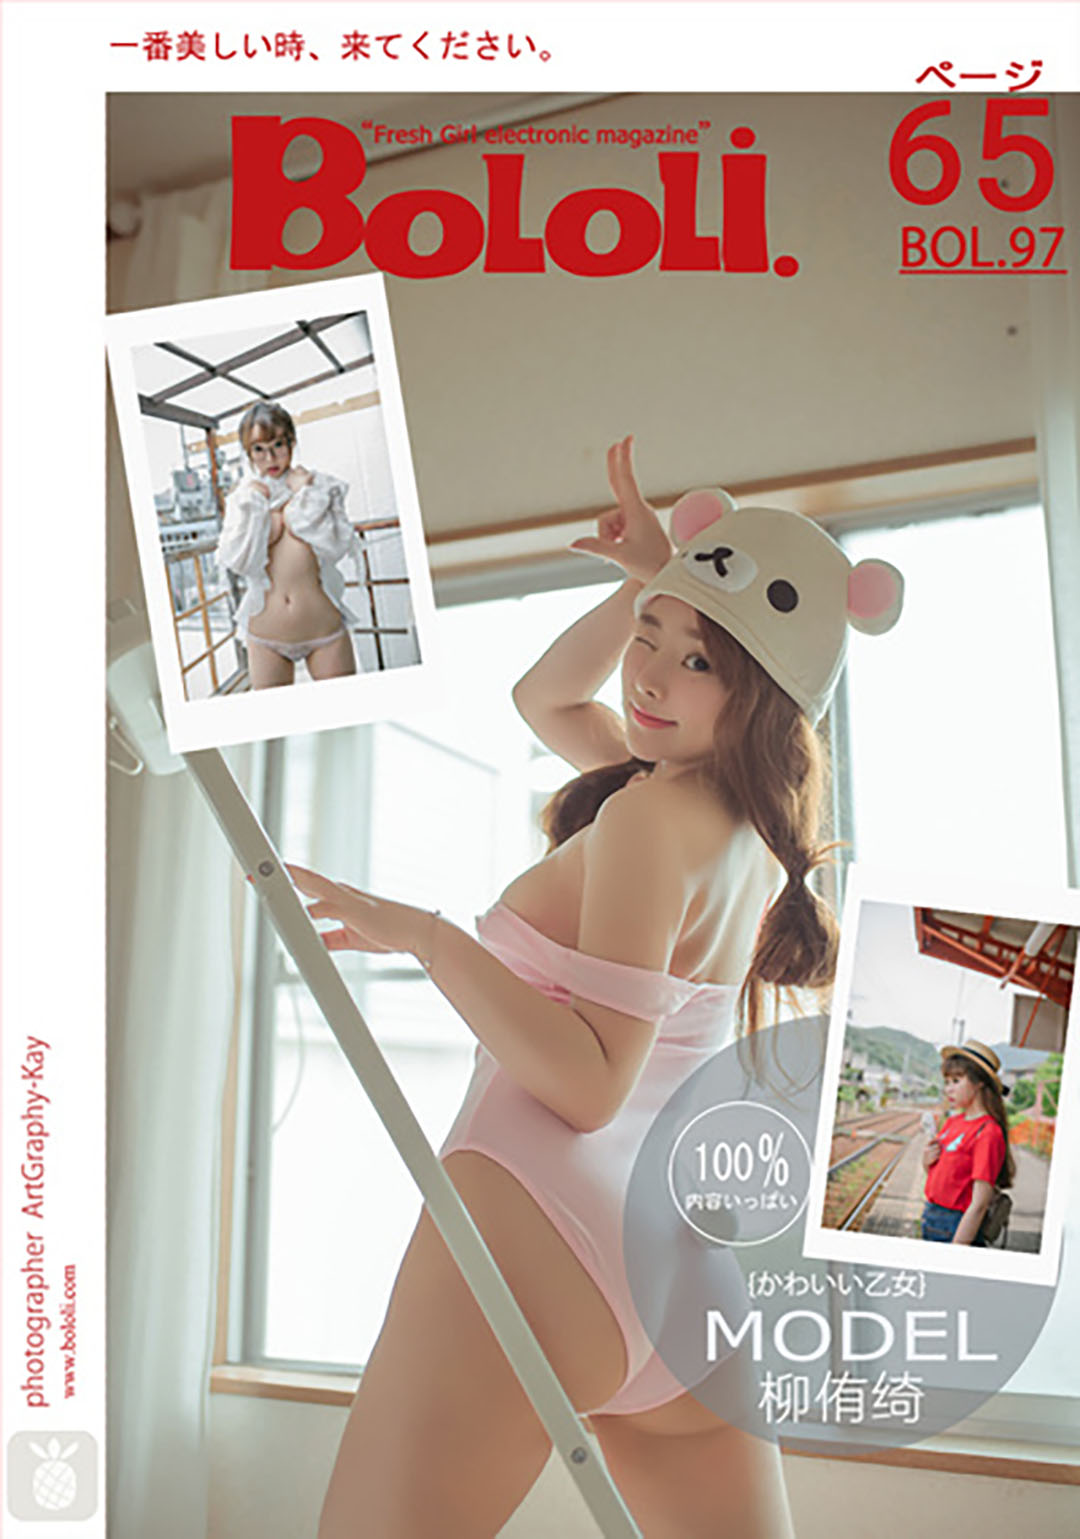 一番美しい時、来てください。
ページ
65
BOL.97
"Fresh Girl electronic magazine"
BoLoLi.
100%
内容いっぱい
{かわいい乙女}
MODEL
柳侑绮
photographer ArtGraphy-Kay
www.bololi.com